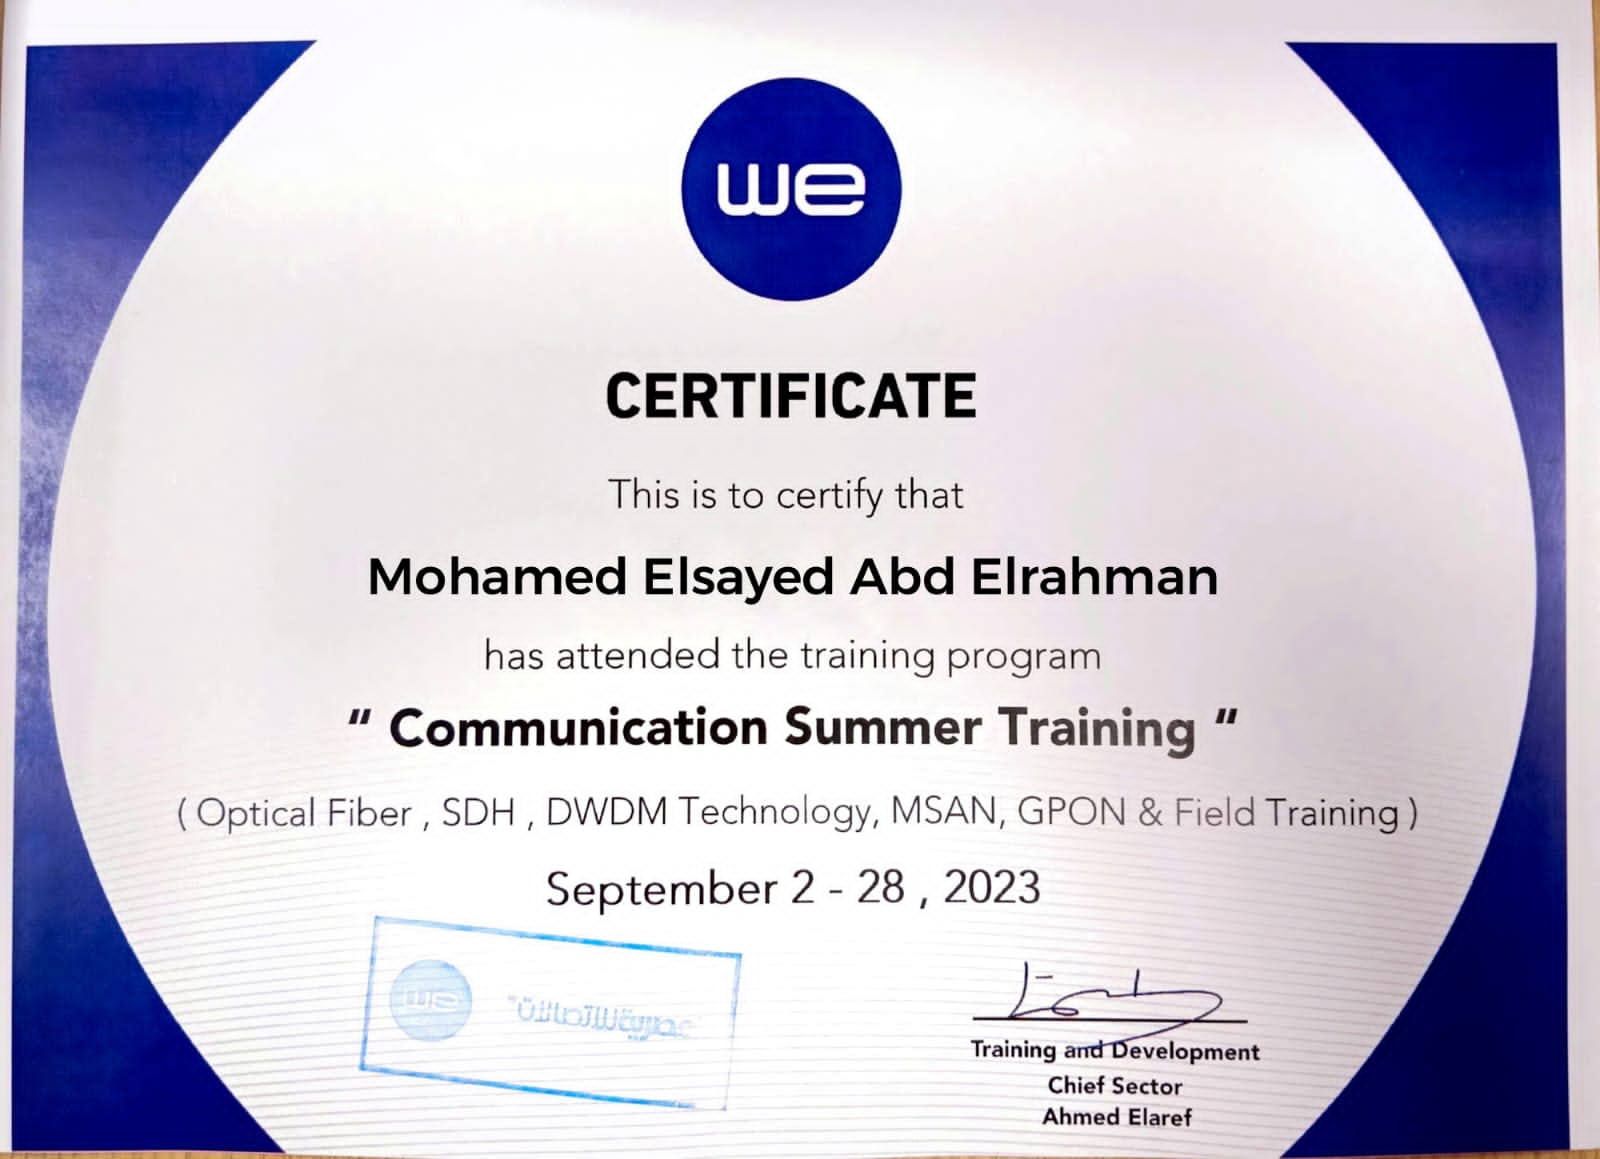 we
CERTIFICATE
This is to certify that
Mohamed Elsayed Abd Elrahman
has attended the training program
" Communication Summer Training "
( Optical Fiber , SDH , DWDM Technology, MSAN, GPON & Field Training )
September 2 - 28 , 2023
we
Training and Development
Chief Sector
Ahmed Elaref